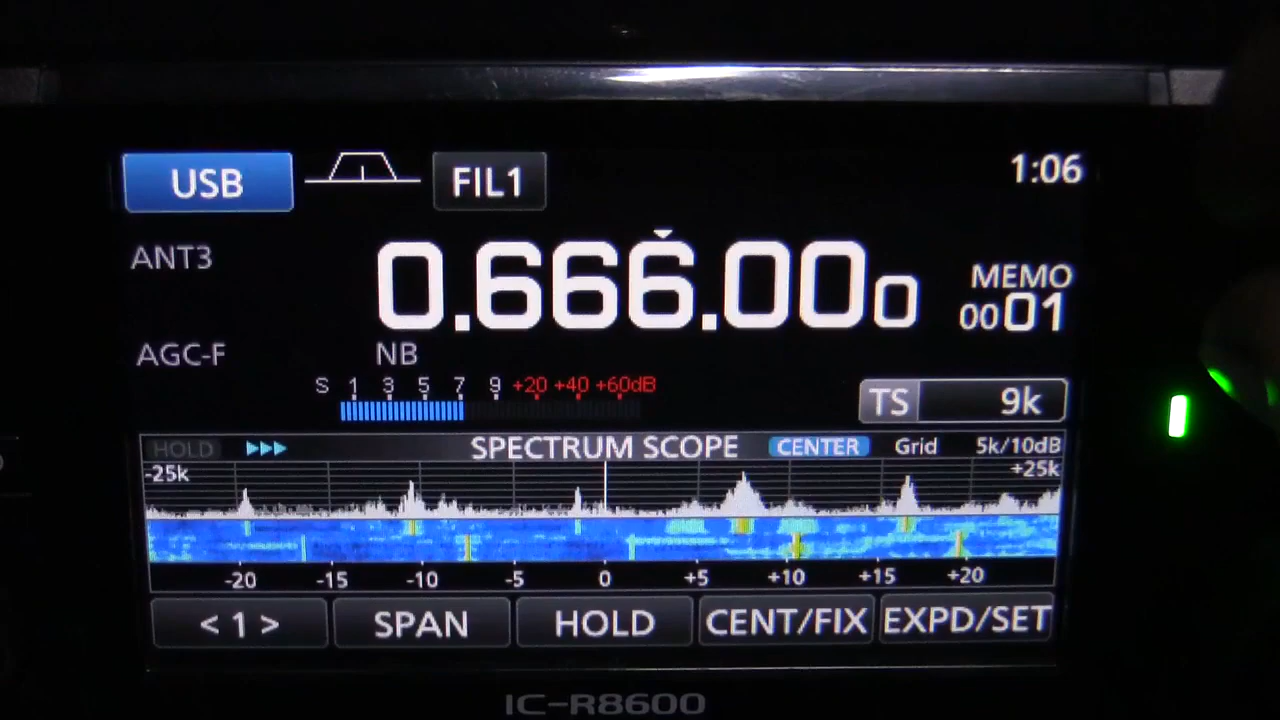 USB FIL1 1:06
ANT3 0.666.000 MEMO
0001
AGC-F NB
S 1 3 5 7 9 +20 +40 +60dB
TS 9k
HOLD SPECTRUM SCOPE CENTER Grid 5k/10dB
-25k +25k
-20 -15 -10 -5 0 +5 +10 +15 +20
< 1 > SPAN HOLD CENT/FIX EXPD/SET
IC-R8600